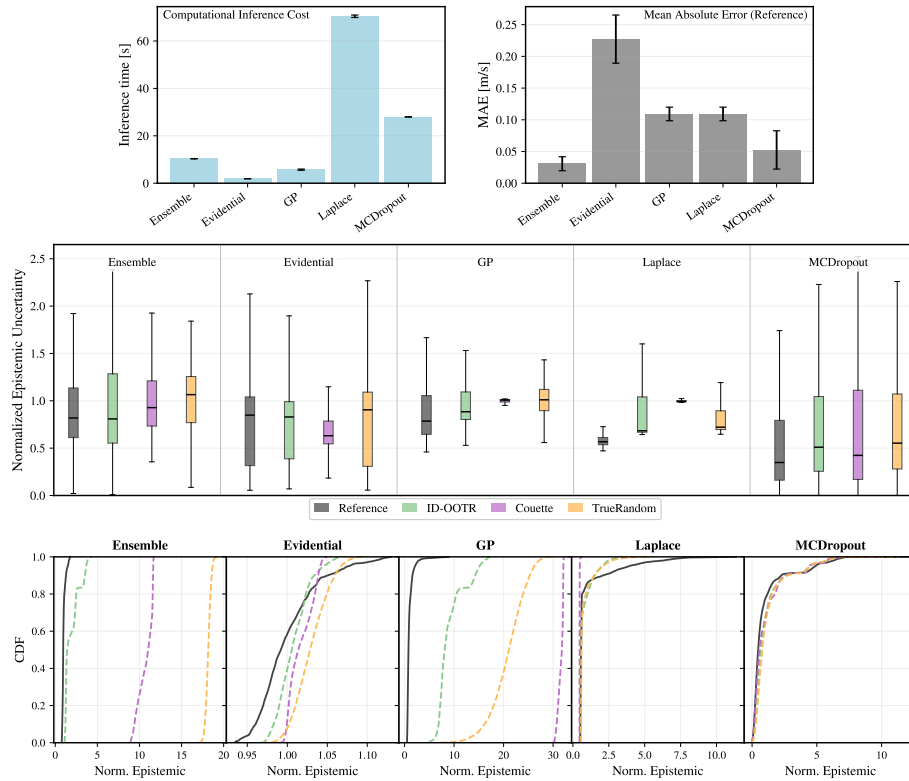 Computational Inference Cost
Inference time [s]
60
40
20
0
Ensemble
Evidential
GP
Laplace
MCDropout
Mean Absolute Error (Reference)
MAE [m/s]
0.25
0.20
0.15
0.10
0.05
0.00
Ensemble
Evidential
GP
Laplace
MCDropout
Normalized Epistemic Uncertainty
2.5
2.0
1.5
1.0
0.5
0.0
Ensemble
Evidential
GP
Laplace
MCDropout
Reference
ID-OOTR
Couette
TrueRandom
CDF
1.0
0.8
0.6
0.4
0.2
0.0
Ensemble
0 5 10 15 20
Norm. Epistemic
Evidential
0.95 1.00 1.05 1.10
Norm. Epistemic
GP
0 10 20 30
Norm. Epistemic
Laplace
0.0 2.5 5.0 7.5 10.0
Norm. Epistemic
MCDropout
0 5 10
Norm. Epistemic